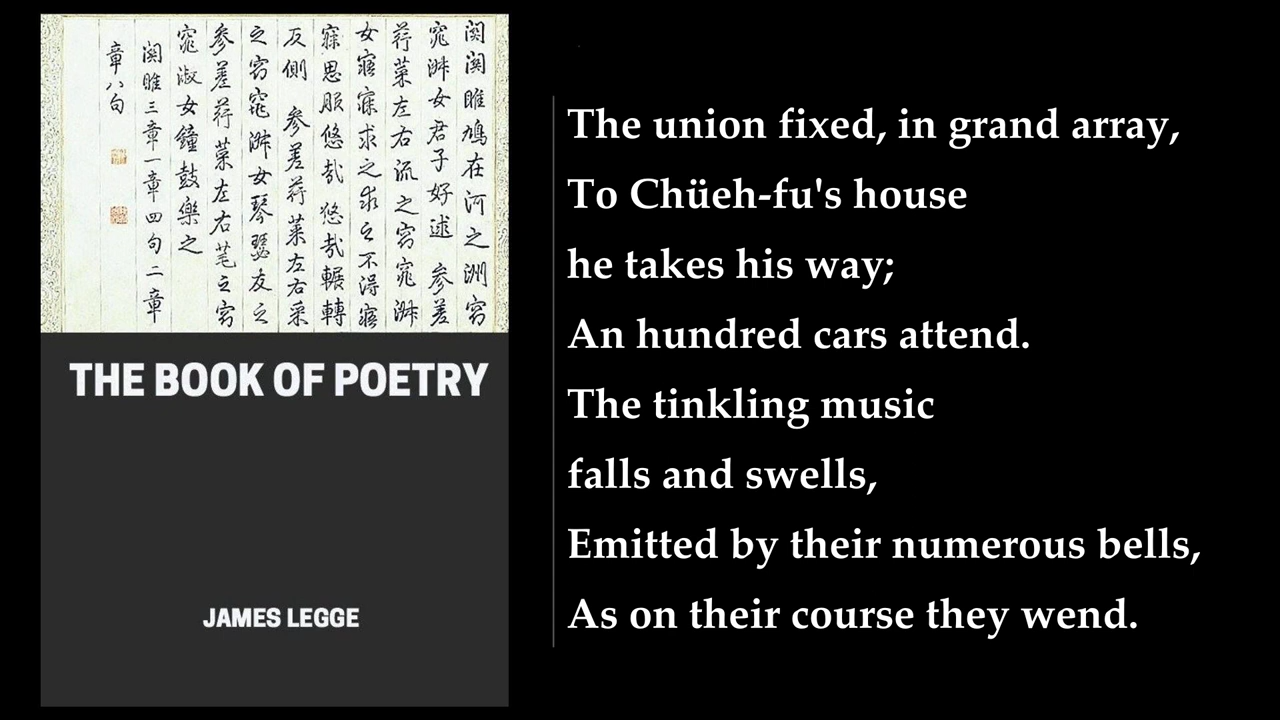 關關雎鳩在河之洲窈
窕淑女君子好逑 參差
荇菜左右流之窈窕淑
女寤寐求之求之不得寤
寐思服悠哉悠哉輾轉
反側 參差荇菜左右采
之窈窕淑女琴瑟友之
參差荇菜左右芼之窈
窕淑女鐘鼓樂之
關雎三章一章四句二章
章八句
THE BOOK OF POETRY
JAMES LEGGE
The union fixed, in grand array,
To Chüeh-fu's house
he takes his way;
An hundred cars attend.
The tinkling music
falls and swells,
Emitted by their numerous bells,
As on their course they wend.